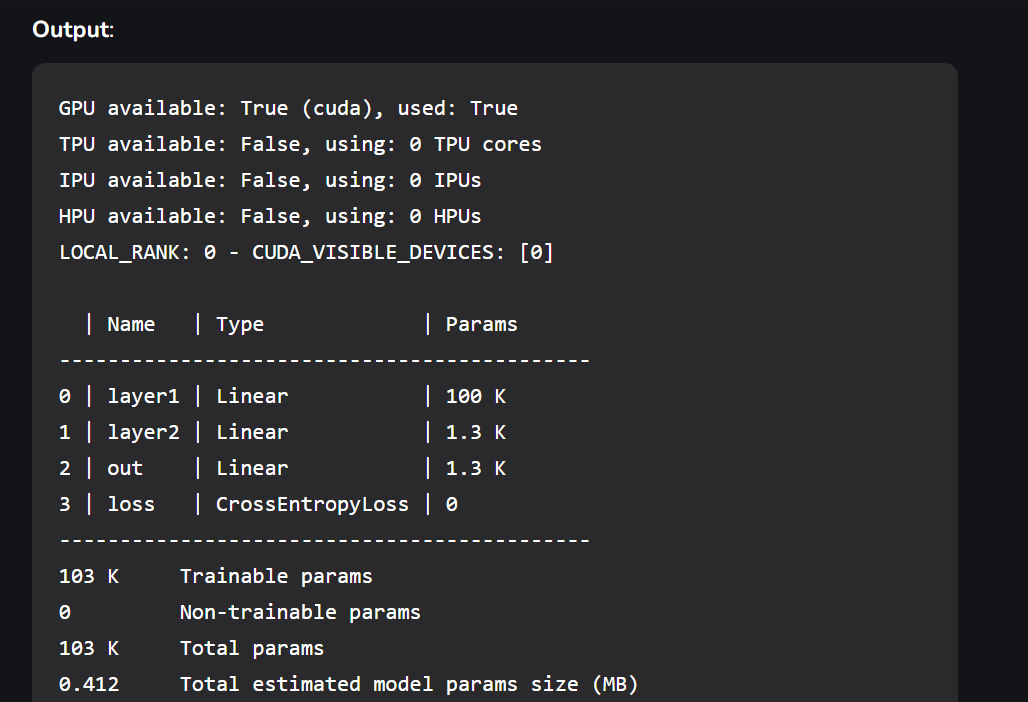 Output:
GPU available: True (cuda), used: True
TPU available: False, using: 0 TPU cores
IPU available: False, using: 0 IPUs
HPU available: False, using: 0 HPUs
LOCAL_RANK: 0 - CUDA_VISIBLE_DEVICES: [0]
  | Name   | Type             | Params
--------------------------------------------
0 | layer1 | Linear           | 100 K
1 | layer2 | Linear           | 1.3 K
2 | out    | Linear           | 1.3 K
3 | loss   | CrossEntropyLoss | 0
--------------------------------------------
103 K     Trainable params
0         Non-trainable params
103 K     Total params
0.412     Total estimated model params size (MB)